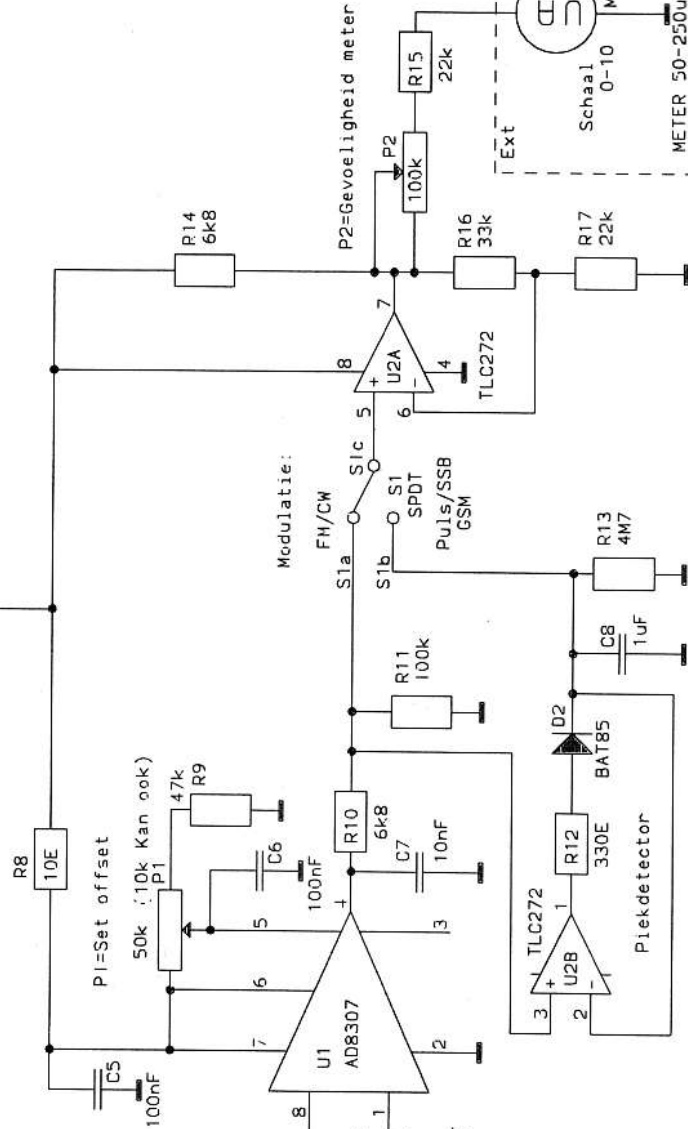 P2=Gevoeligheid meter
R15
22k
P2
100k
Ext
M
Schaal
0-10
METER 50-250u
R14
6k8
R16
33k
R17
22k
7
8
+
U2A
-
4
5
6
TLC272
Modulatie:
FM/CW
S1c
S1
SPDT
Puls/SSB
GSM
S1a
S1b
R13
4M7
C8
1uF
R11
100k
D2
BAT85
R8
10E
P1=Set offset
50k (10k Kan ook)
P1
47k
R9
C6
100nF
R10
6k8
C7
10nF
R12
330E
Piekdetector
TLC272
1
+
U2B
-
3
2
4
5
3
6
7
U1
AD8307
2
8
1
C5
100nF